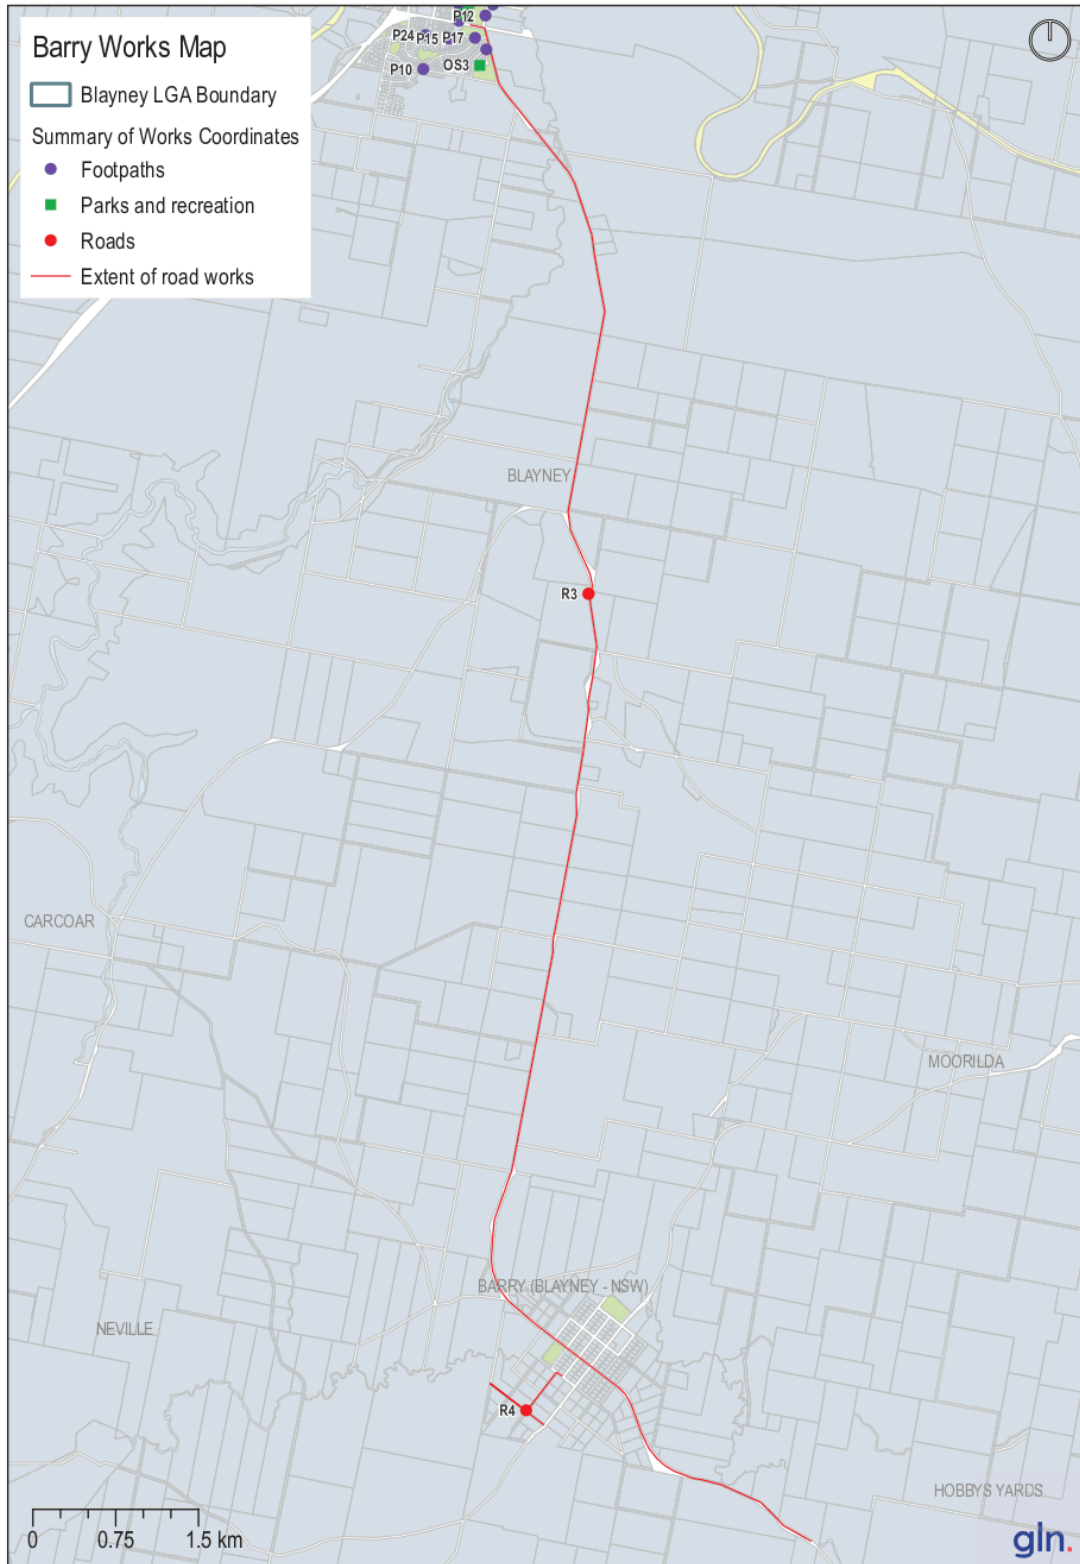 Barry Works Map
Blayney LGA Boundary
Summary of Works Coordinates
Footpaths
Parks and recreation
Roads
Extent of road works
P12
P24
P15
P17
P10
OS3
BLAYNEY
R3
CARCOAR
MOORILDA
BARRY (BLAYNEY - NSW)
NEVILLE
R4
HOBBYS YARDS
0 0.75 1.5 km
gln.